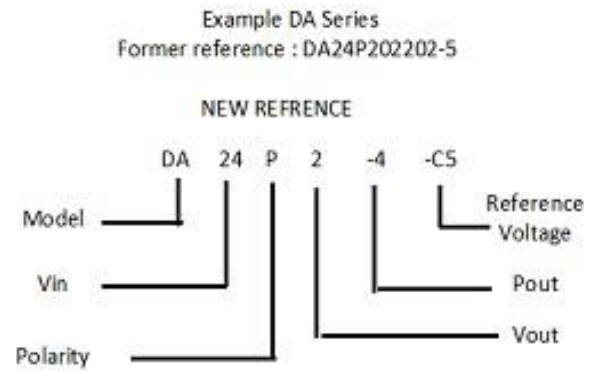 Example DA Series
Former reference : DA24P202202-5
NEW REFRENCE
DA 24 P 2 -4 -C5
Model
Reference
Voltage
Vin
Pout
Vout
Polarity